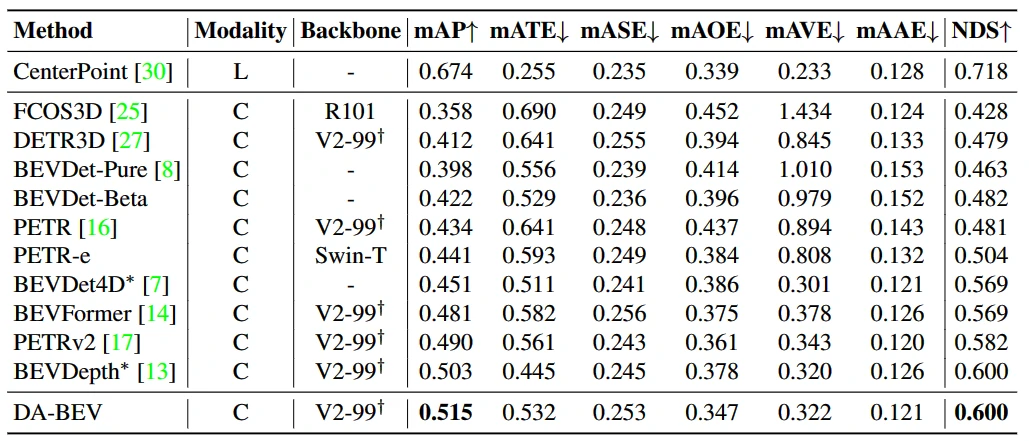 Method Modality Backbone mAP↑ mATE↓ mASE↓ mAOE↓ mAVE↓ mAAE↓ NDS↑
CenterPoint [30] L - 0.674 0.255 0.235 0.339 0.233 0.128 0.718
FCOS3D [25] C R101 0.358 0.690 0.249 0.452 1.434 0.124 0.428
DETR3D [27] C V2-99† 0.412 0.641 0.255 0.394 0.845 0.133 0.479
BEVDet-Pure [8] C - 0.398 0.556 0.239 0.414 1.010 0.153 0.463
BEVDet-Beta C - 0.422 0.529 0.236 0.396 0.979 0.152 0.482
PETR [16] C V2-99† 0.434 0.641 0.248 0.437 0.894 0.143 0.481
PETR-e C Swin-T 0.441 0.593 0.249 0.384 0.808 0.132 0.504
BEVDet4D* [7] C - 0.451 0.511 0.241 0.386 0.301 0.121 0.569
BEVFormer [14] C V2-99† 0.481 0.582 0.256 0.375 0.378 0.126 0.569
PETRv2 [17] C V2-99† 0.490 0.561 0.243 0.361 0.343 0.120 0.582
BEVDepth* [13] C V2-99† 0.503 0.445 0.245 0.378 0.320 0.126 0.600
DA-BEV C V2-99† 0.515 0.532 0.253 0.347 0.322 0.121 0.600